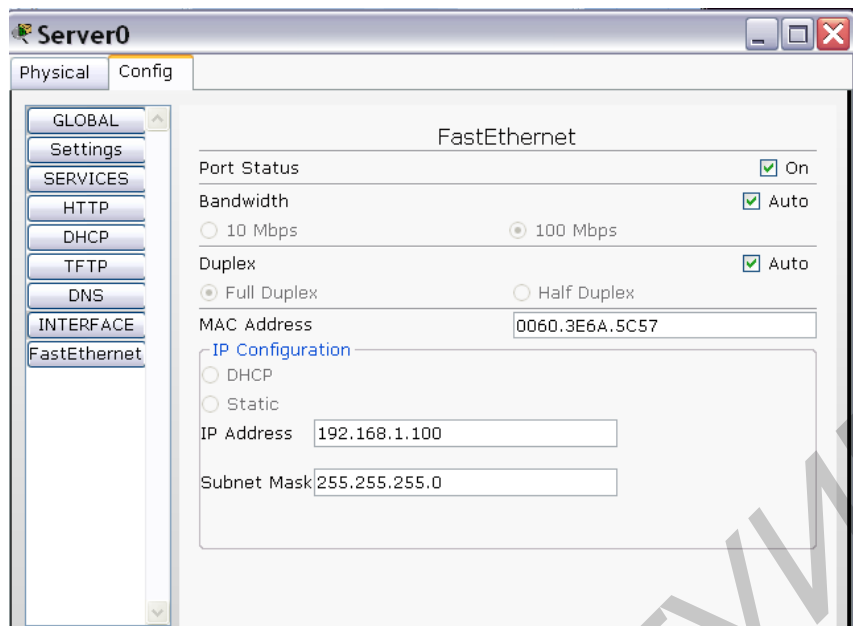 Server0
Physical Config
GLOBAL
Settings
SERVICES
HTTP
DHCP
TFTP
DNS
INTERFACE
FastEthernet
FastEthernet
Port Status On
Bandwidth Auto
10 Mbps 100 Mbps
Duplex Auto
Full Duplex Half Duplex
MAC Address 0060.3E6A.5C57
IP Configuration
DHCP
Static
IP Address 192.168.1.100
Subnet Mask 255.255.255.0